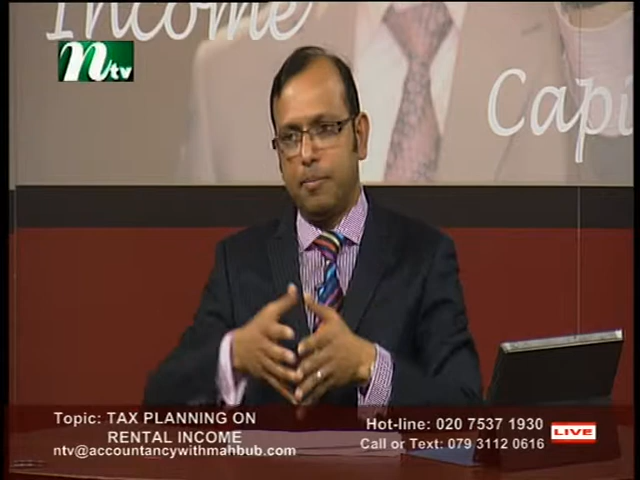 Income
ntv
Capi
Topic: TAX PLANNING ON
RENTAL INCOME
ntv@accountancywithmahbub.com
Hot-line: 020 7537 1930
Call or Text: 079 3112 0610
LIVE